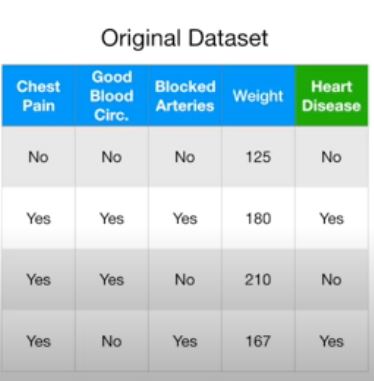 Original Dataset
Chest Pain Good Blood Circ. Blocked Arteries Weight Heart Disease
No No No 125 No
Yes Yes Yes 180 Yes
Yes Yes No 210 No
Yes No Yes 167 Yes